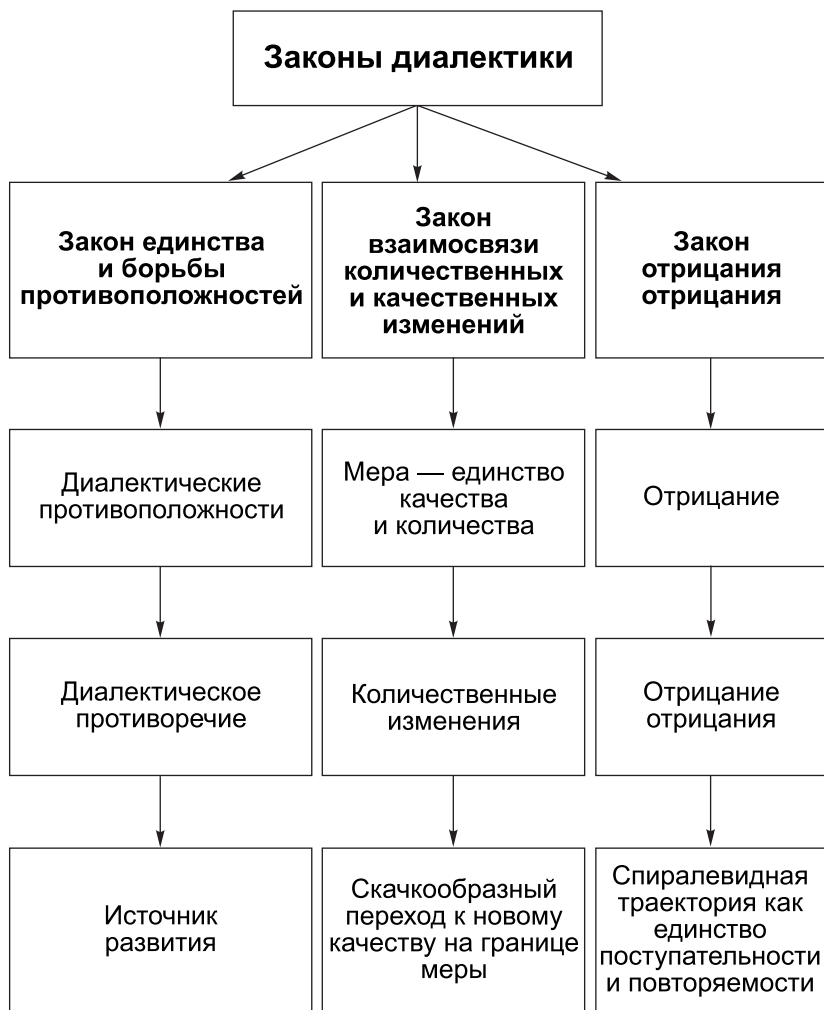 Законы диалектики
Закон единства
и борьбы
противоположностей
Закон
взаимосвязи
количественных
и качественных
изменений
Закон
отрицания
отрицания
Диалектические
противоположности
Мера — единство
качества
и количества
Отрицание
Диалектическое
противоречие
Количественные
изменения
Отрицание
отрицания
Источник
развития
Скачкообразный
переход к новому
качеству на границе
меры
Спиралевидная
траектория как
единство
поступательности
и повторяемости